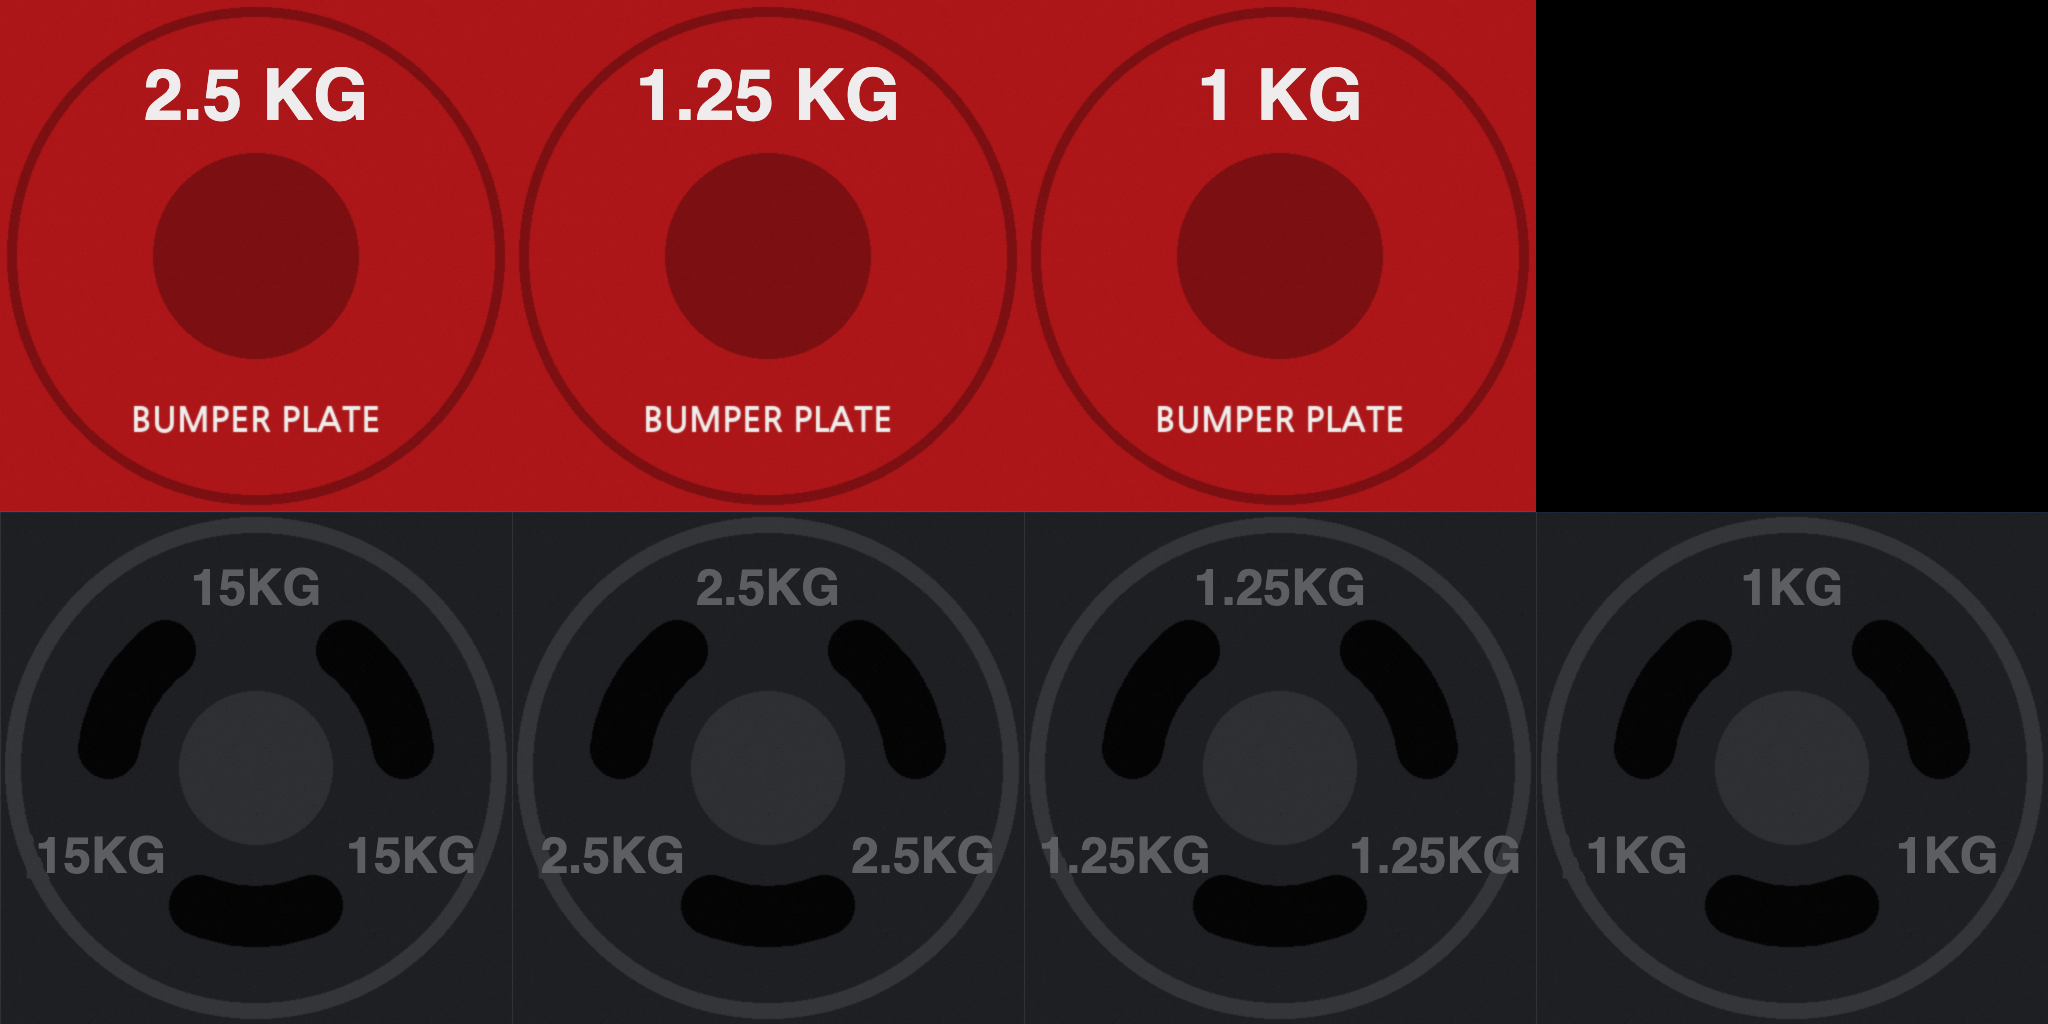 2.5 KG
BUMPER PLATE
1.25 KG
BUMPER PLATE
1 KG
BUMPER PLATE
15KG
15KG
15KG
2.5KG
2.5KG
2.5KG
1.25KG
1.25KG
1.25KG
1KG
1KG
1KG